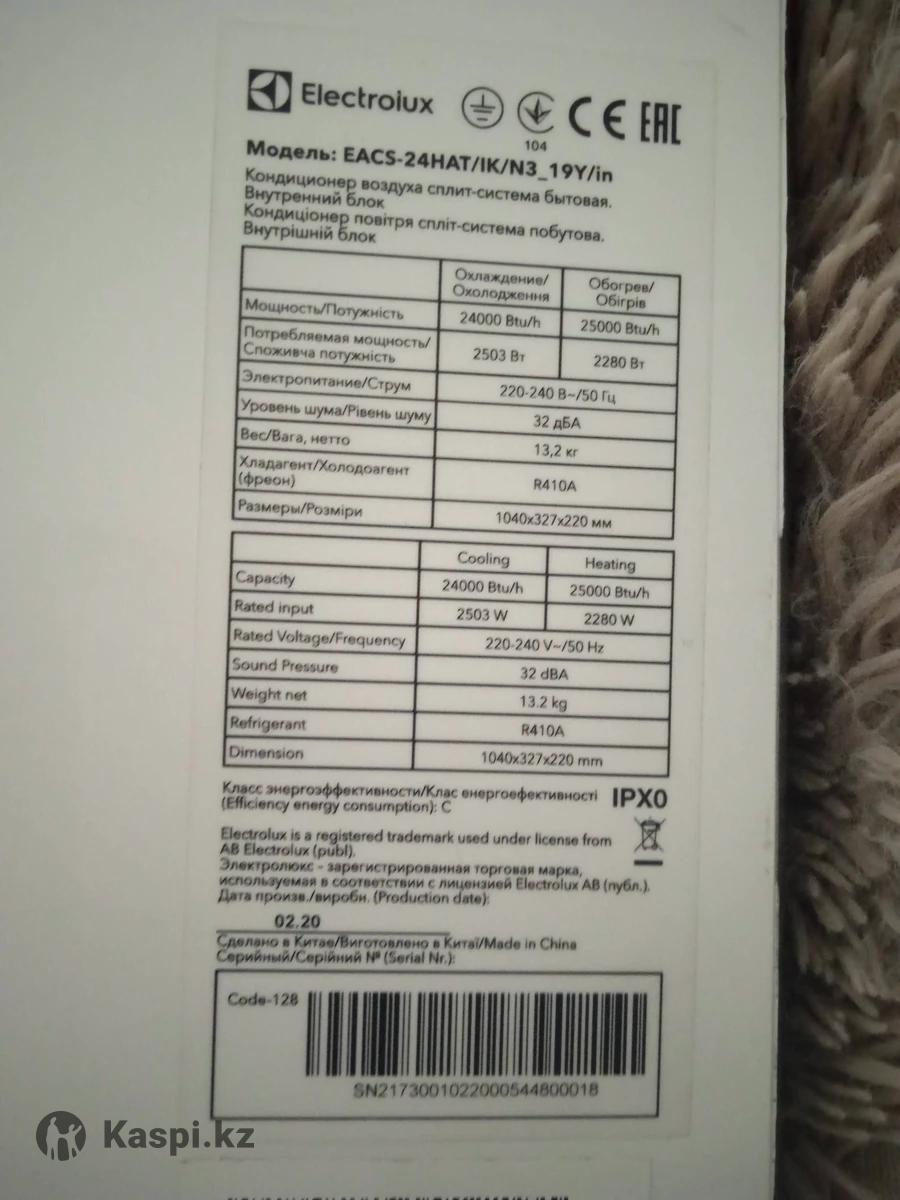 Electrolux
CE EAC
104
Модель: EACS-24HAT/IK/N3_19Y/in
Кондиционер воздуха сплит-система бытовая.
Внутренний блок
Кондиціонер повітря спліт-система побутова.
Внутрішній блок
Охлаждение/ Обогрев/
Охолодження Обігрів
Мощность/Потужність 24000 Btu/h 25000 Btu/h
Потребляемая мощность/
Споживча потужність 2503 Вт 2280 Вт
Электропитание/Струм 220-240 В~/50 Гц
Уровень шума/Рівень шуму 32 дБА
Вес/Вага, нетто 13,2 кг
Хладагент/Холодоагент
(фреон) R410A
Размеры/Розміри 1040x327x220 мм
Cooling Heating
Capacity 24000 Btu/h 25000 Btu/h
Rated input 2503 W 2280 W
Rated Voltage/Frequency 220-240 V~/50 Hz
Sound Pressure 32 dBA
Weight net 13.2 kg
Refrigerant R410A
Dimension 1040x327x220 mm
Класс энергоэффективности/Клас енергоефективності
(Efficiency energy consumption): C
IPX0
Electrolux is a registered trademark used under license from
AB Electrolux (publ).
Электролюкс - зарегистрированная торговая марка,
используемая в соответствии с лицензией Electrolux AB (публ.).
Дата произв./виробн. (Production date):
02.20
Сделано в Китае/Виготовлено в Китаї/Made in China
Серийный/Серійний № (Serial Nr.):
Code-128
SN2173001022000544800018
Kaspi.kz